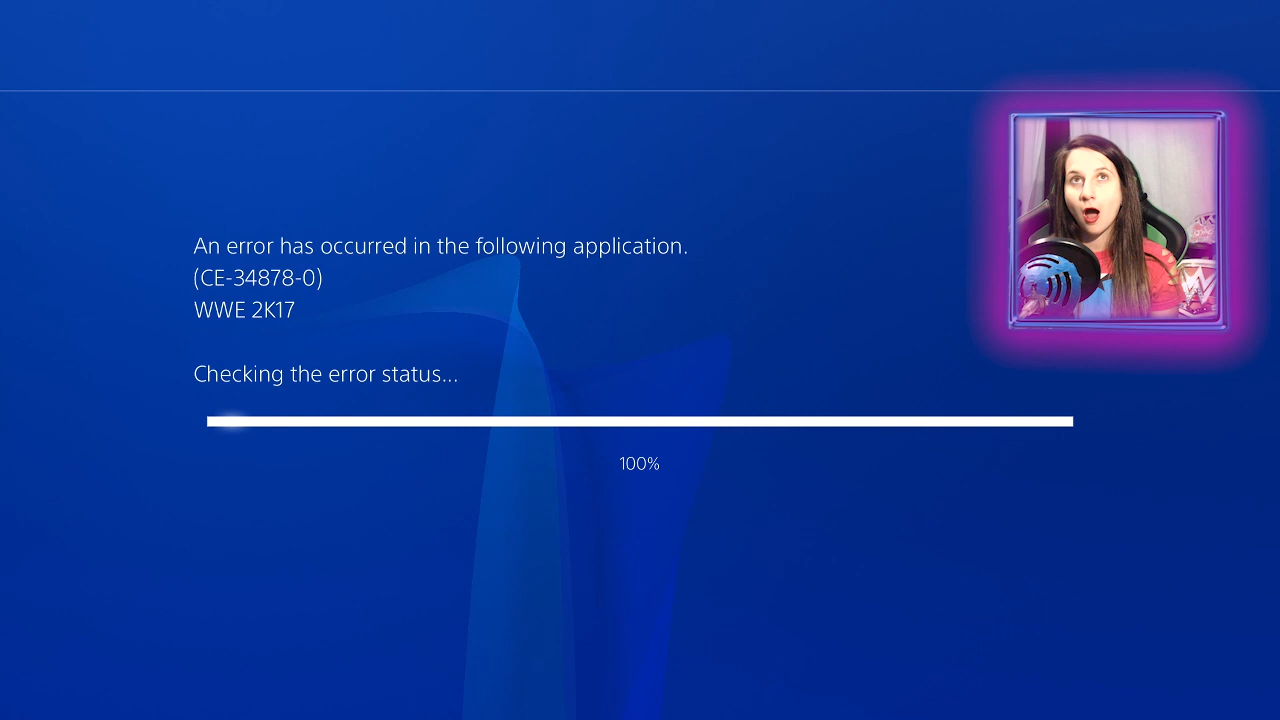 An error has occurred in the following application.
(CE-34878-0)
WWE 2K17
Checking the error status...
100%